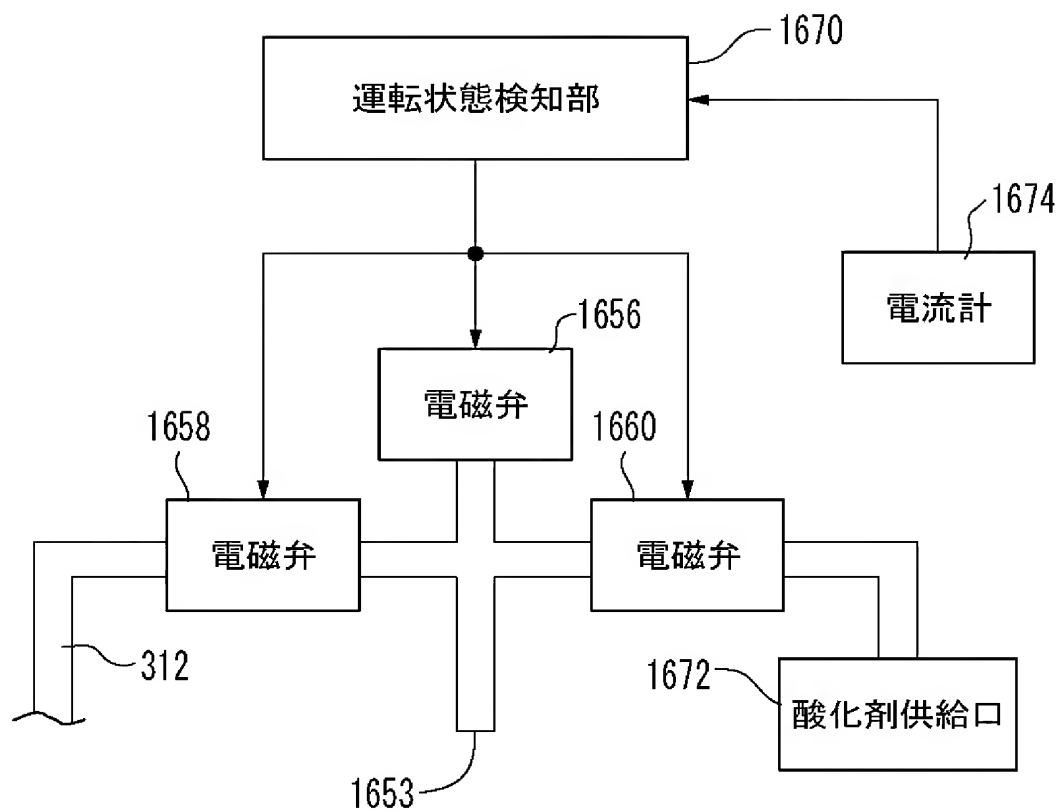 1670
運転状態検知部
1674
電流計
1656
電磁弁
1658
電磁弁
1660
電磁弁
312
1672
酸化剤供給口
1653